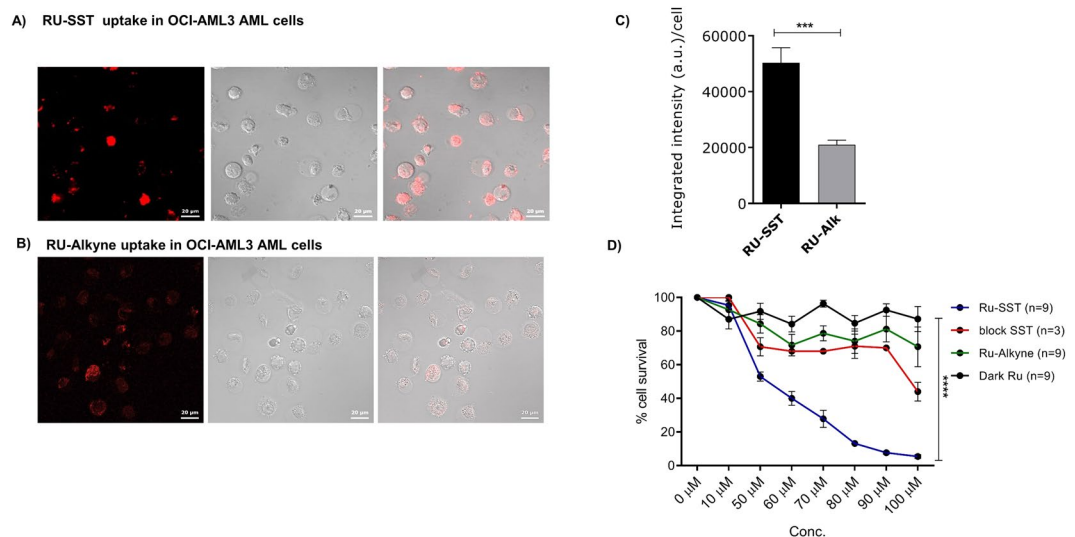 A) RU-SST uptake in OCI-AML3 AML cells
20 µm
20 µm
20 µm
B) RU-Alkyne uptake in OCI-AML3 AML cells
20 µm
20 µm
20 µm
C)
Integrated intensity (a.u.)/cell
60000
40000
20000
0
***
RU-SST
RU-Alk
D)
% cell survival
100
80
60
40
20
0
0 µM
10 µM
50 µM
60 µM
70 µM
80 µM
90 µM
100 µM
Conc.
Ru-SST (n=9)
block SST (n=3)
Ru-Alkyne (n=9)
Dark Ru (n=9)
****